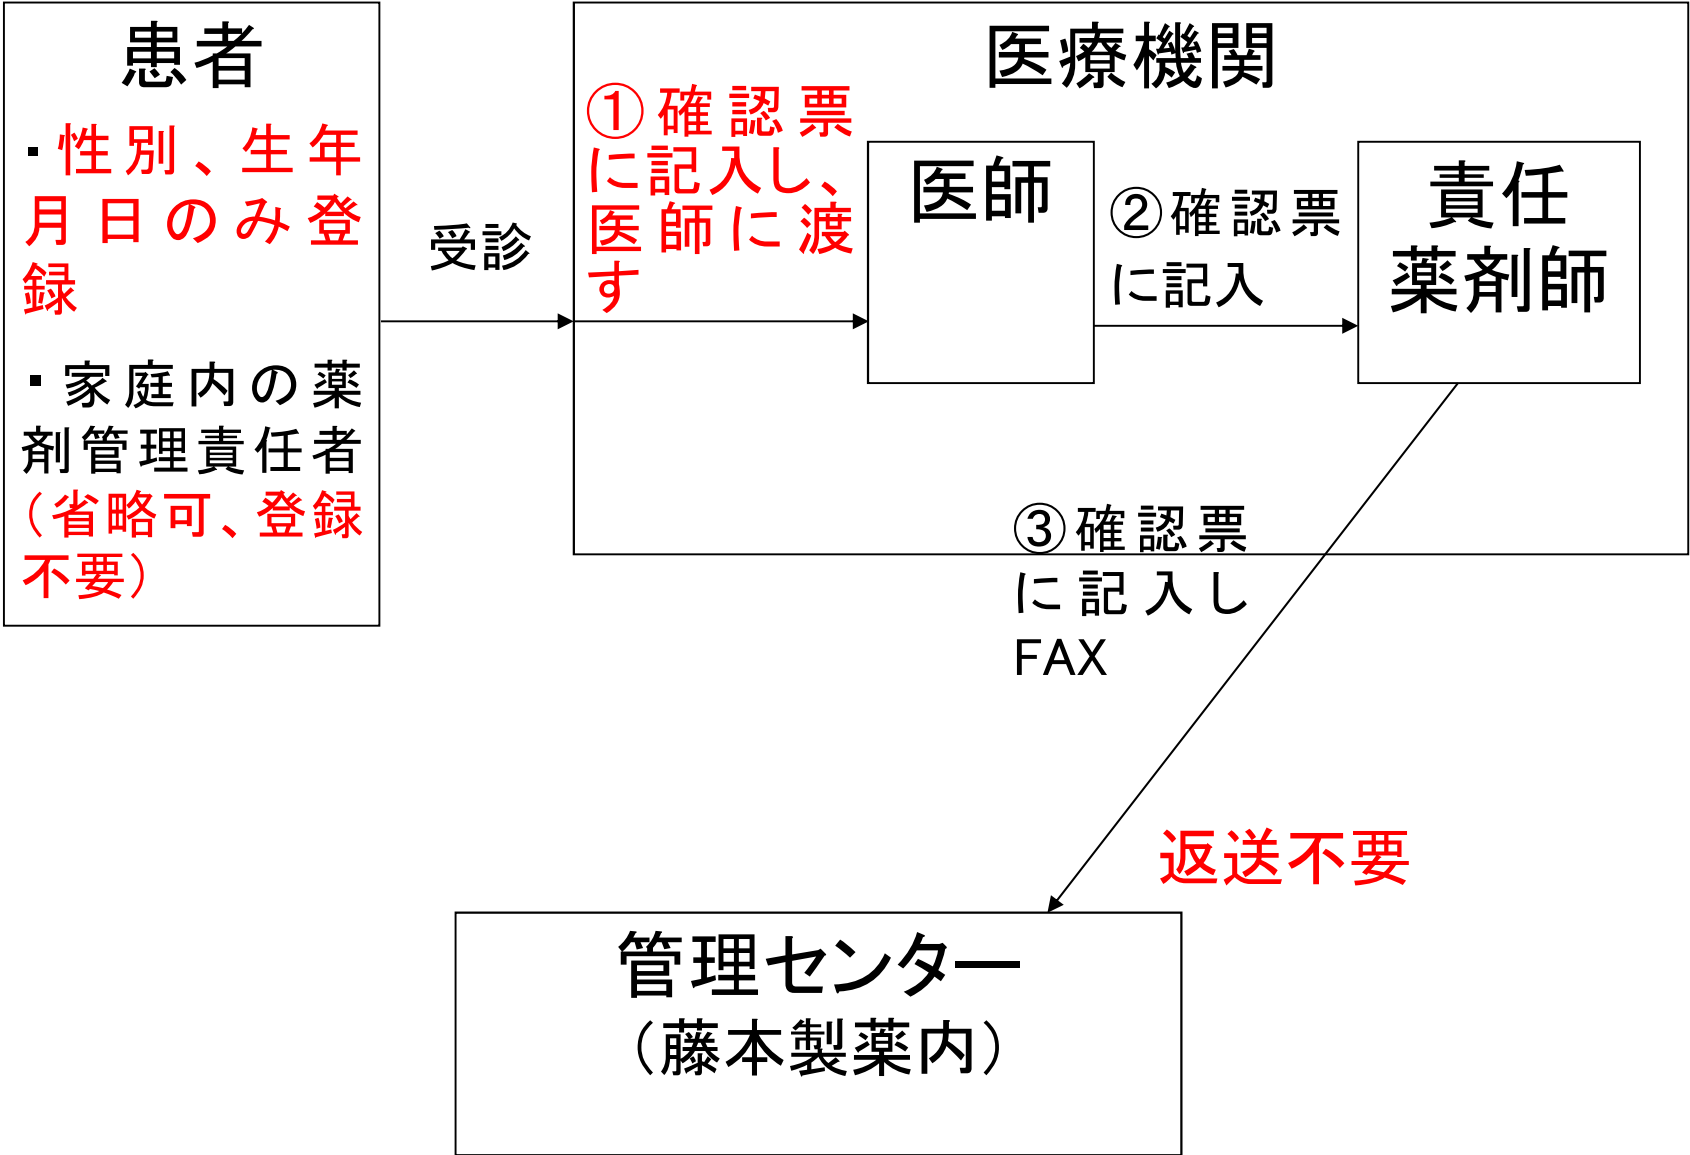 患者
・性別、生年
月日のみ登
録
・家庭内の薬
剤管理責任者
（省略可、登録
不要）
受診
医療機関
①確認票
に記入し、
医師に渡
す
医師
②確認票
に記入
責任
薬剤師
③確認票
に記入し
FAX
返送不要
管理センター
（藤本製薬内）